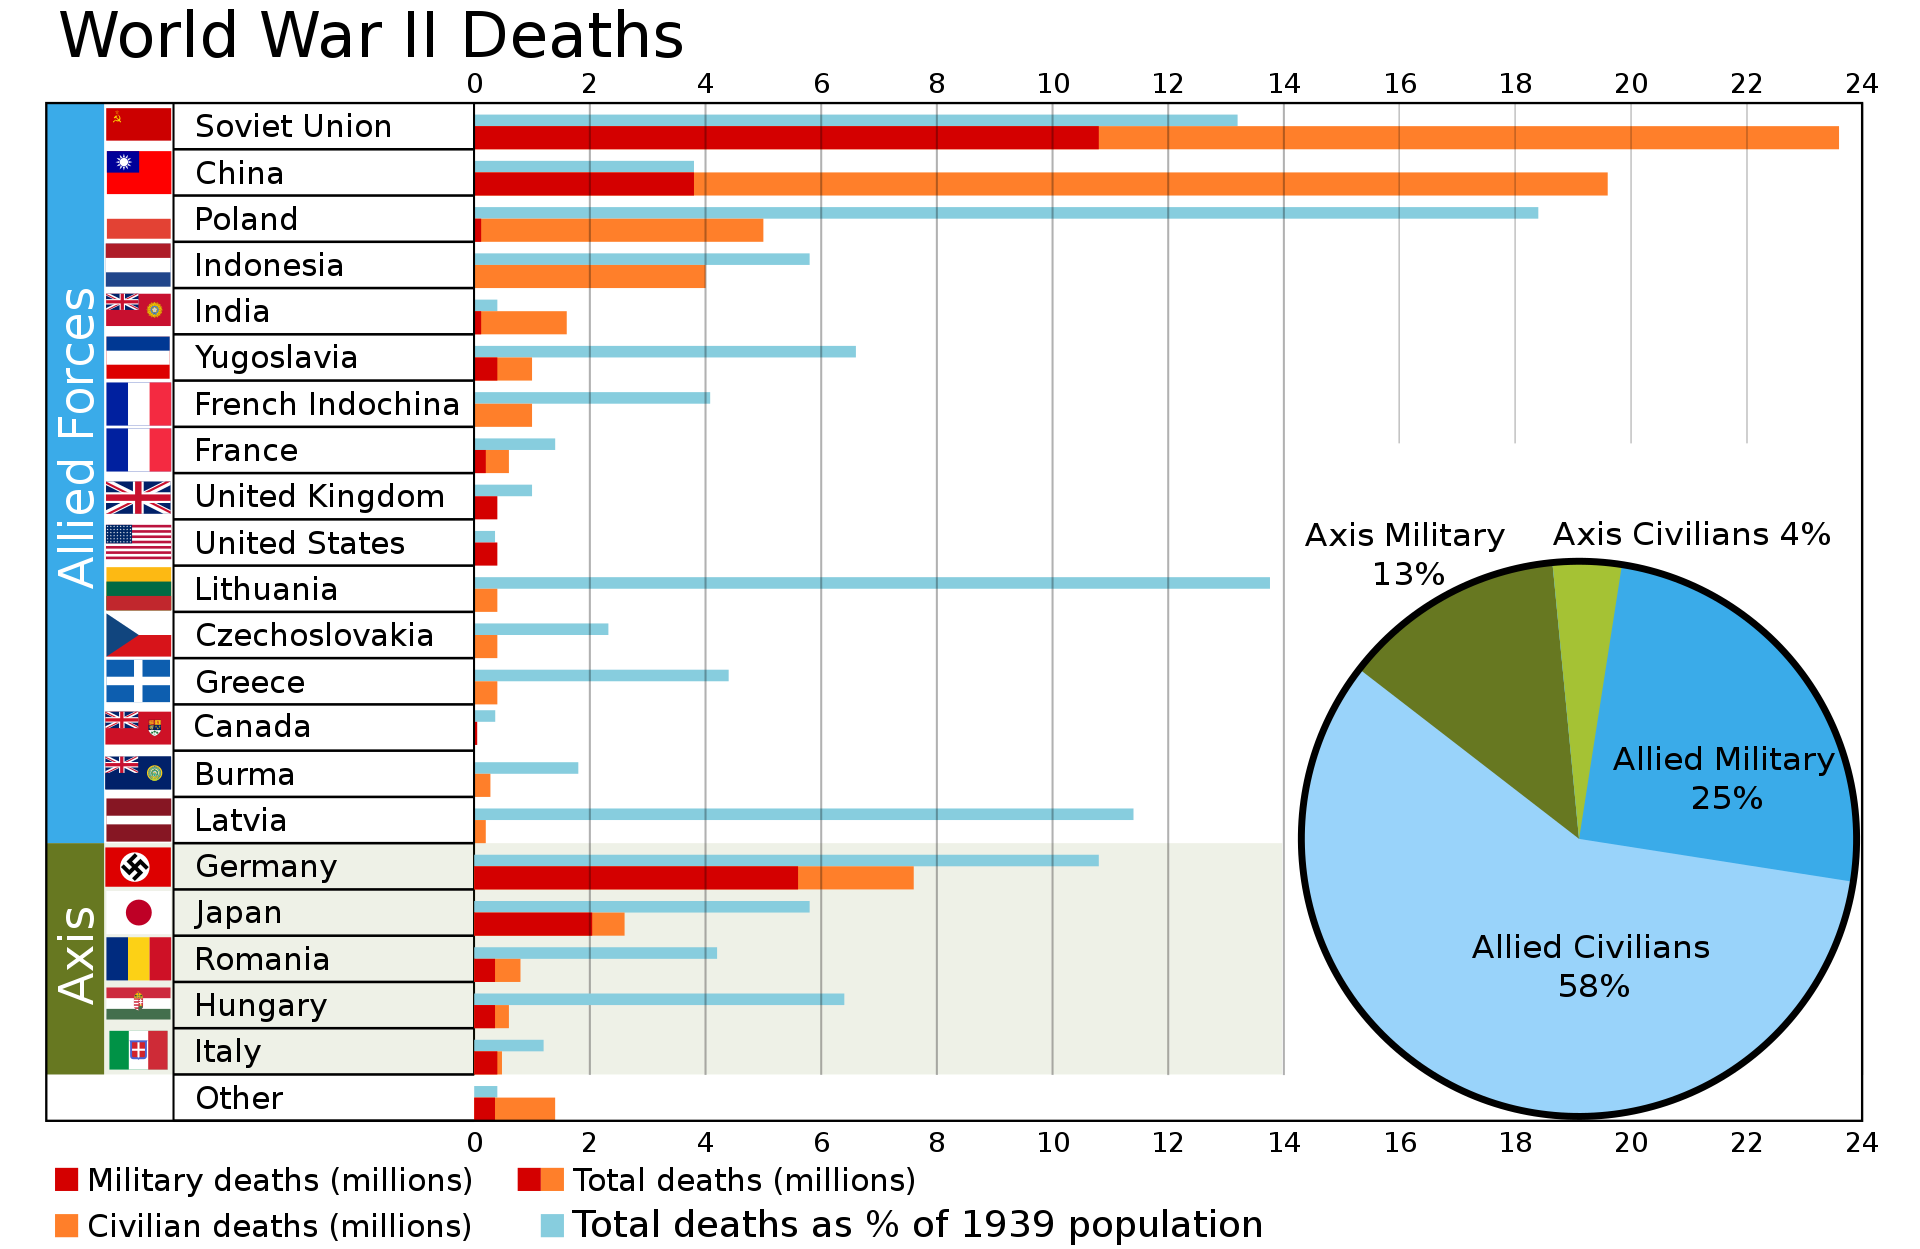 World War II Deaths
0 2 4 6 8 10 12 14 16 18 20 22 24
Allied Forces
Soviet Union
China
Poland
Indonesia
India
Yugoslavia
French Indochina
France
United Kingdom
United States
Lithuania
Czechoslovakia
Greece
Canada
Burma
Latvia
Axis
Germany
Japan
Romania
Hungary
Italy
Other
Axis Military
13%
Axis Civilians 4%
Allied Military
25%
Allied Civilians
58%
0 2 4 6 8 10 12 14 16 18 20 22 24
Military deaths (millions)
Total deaths (millions)
Civilian deaths (millions)
Total deaths as % of 1939 population